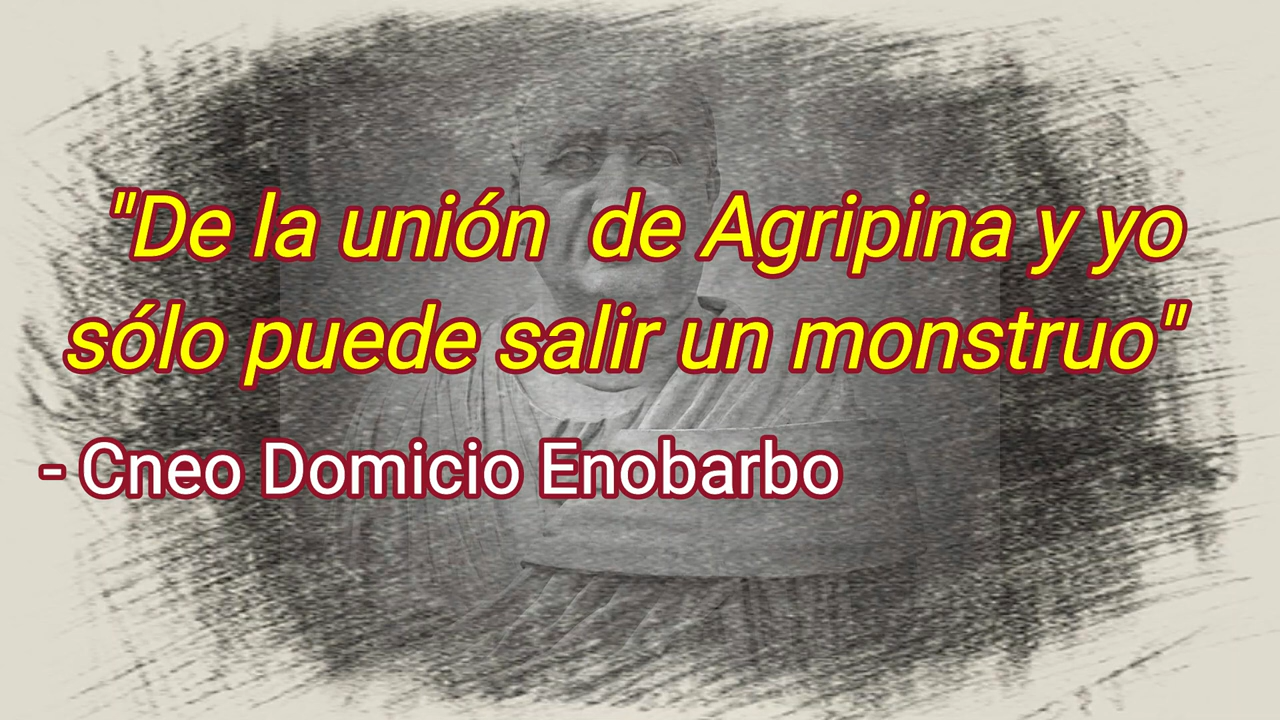 "De la unión  de Agripina y yo
sólo puede salir un monstruo"
- Cneo Domicio Enobarbo